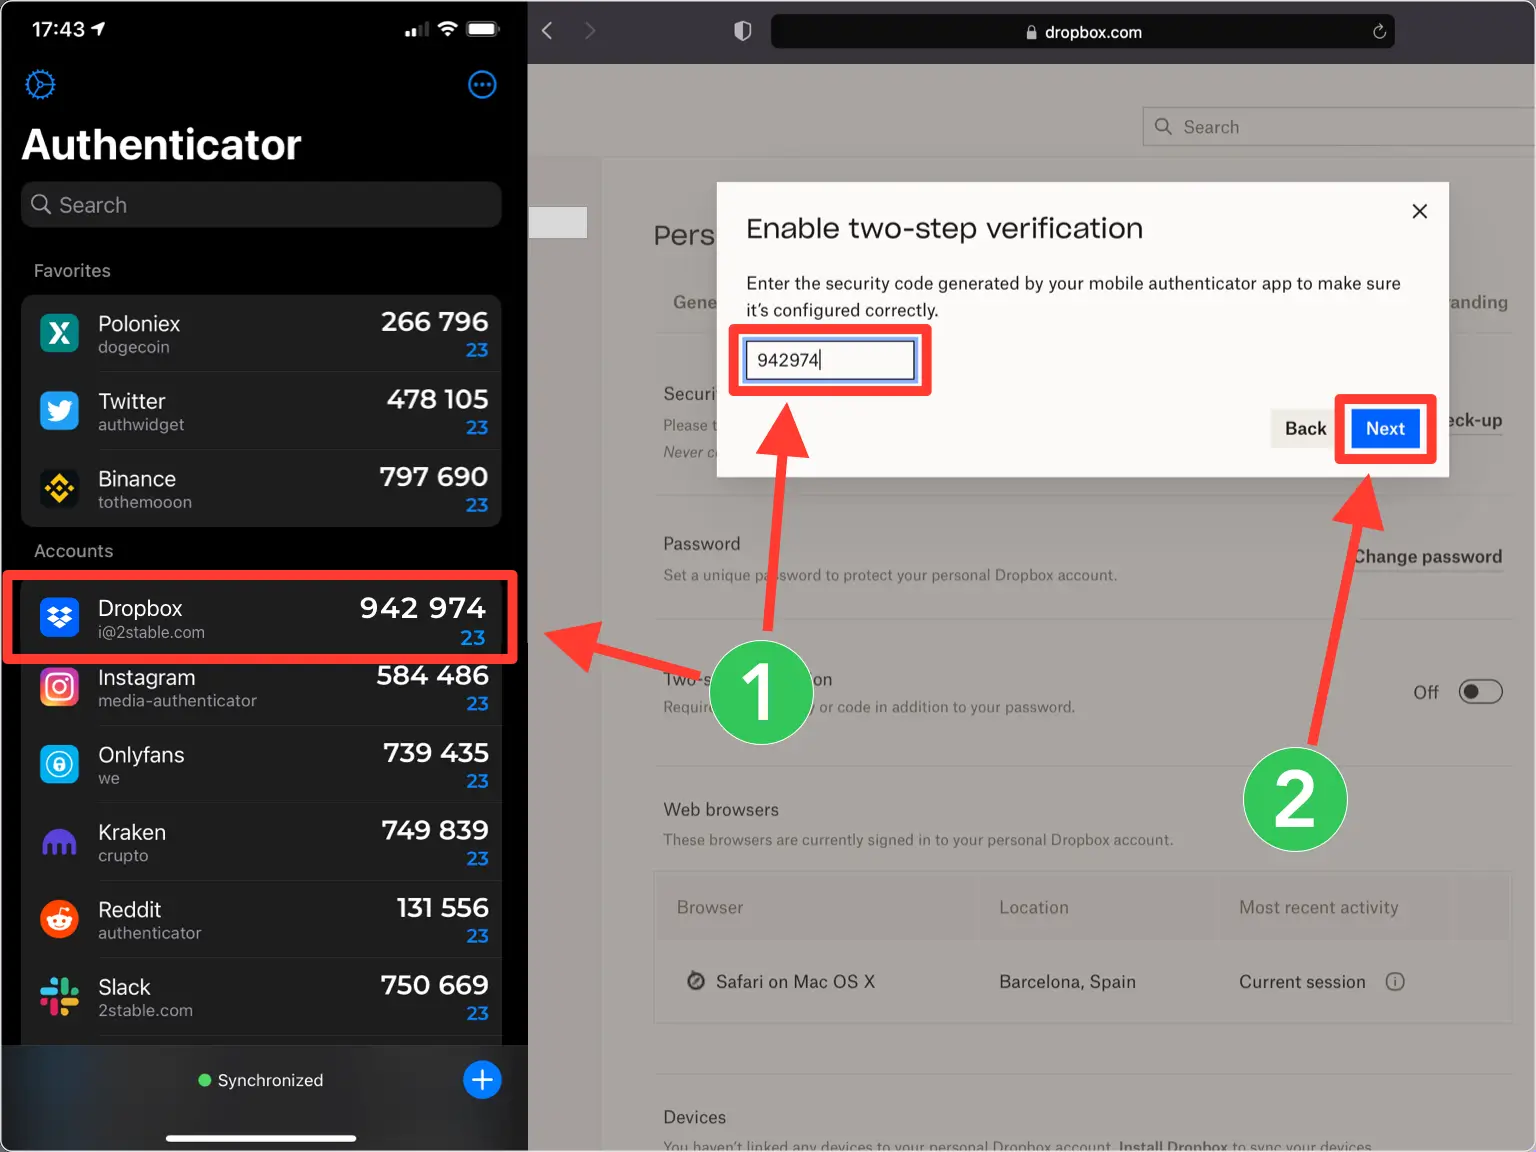 17:43
Authenticator
Search
Favorites
Poloniex
266 796
dogecoin
23
Twitter
478 105
authwidget
23
Binance
797 690
tothemooon
23
Accounts
Dropbox
942 974
i@2stable.com
23
Instagram
584 486
media-authenticator
23
Onlyfans
739 435
we
23
Kraken
749 839
crupto
23
Reddit
131 556
authenticator
23
Slack
750 669
2stable.com
23
Synchronized
dropbox.com
Search
Pers
Gene
randing
Enable two-step verification
Enter the security code generated by your mobile authenticator app to make sure
it's configured correctly.
942974
Back
Next
Securi
eck-up
Please t
Never c
Password
Change password
Set a unique password to protect your personal Dropbox account.
Two-s
on
Off
Requir
or code in addition to your password.
1
2
Web browsers
These browsers are currently signed in to your personal Dropbox account.
Browser
Location
Most recent activity
Safari on Mac OS X
Barcelona, Spain
Current session
Devices
You haven't linked any devices to your personal Dropbox account. Install Dropbox to sync your devices